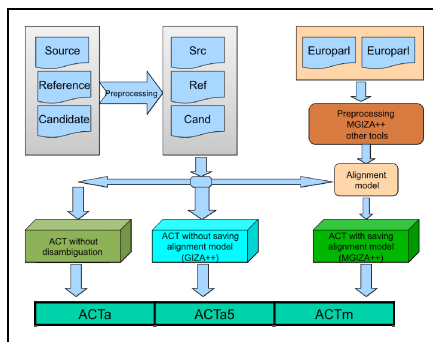 Source
Reference
Candidate
Preprocessing
Src
Ref
Cand
Europarl
Europarl
Preprocessing
MGIZA++
other tools
Alignment
model
ACT without
disambiguation
ACT without saving
alignment model
(GIZA++)
ACT with saving
alignment model
(MGIZA++)
ACTa
ACTa5
ACTm